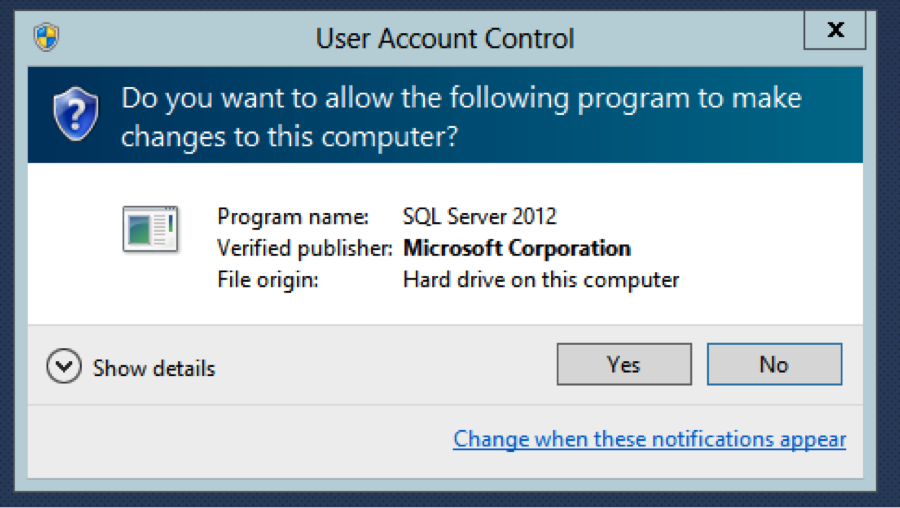 User Account Control
X
Do you want to allow the following program to make
changes to this computer?
Program name: SQL Server 2012
Verified publisher: Microsoft Corporation
File origin: Hard drive on this computer
Show details
Yes
No
Change when these notifications appear